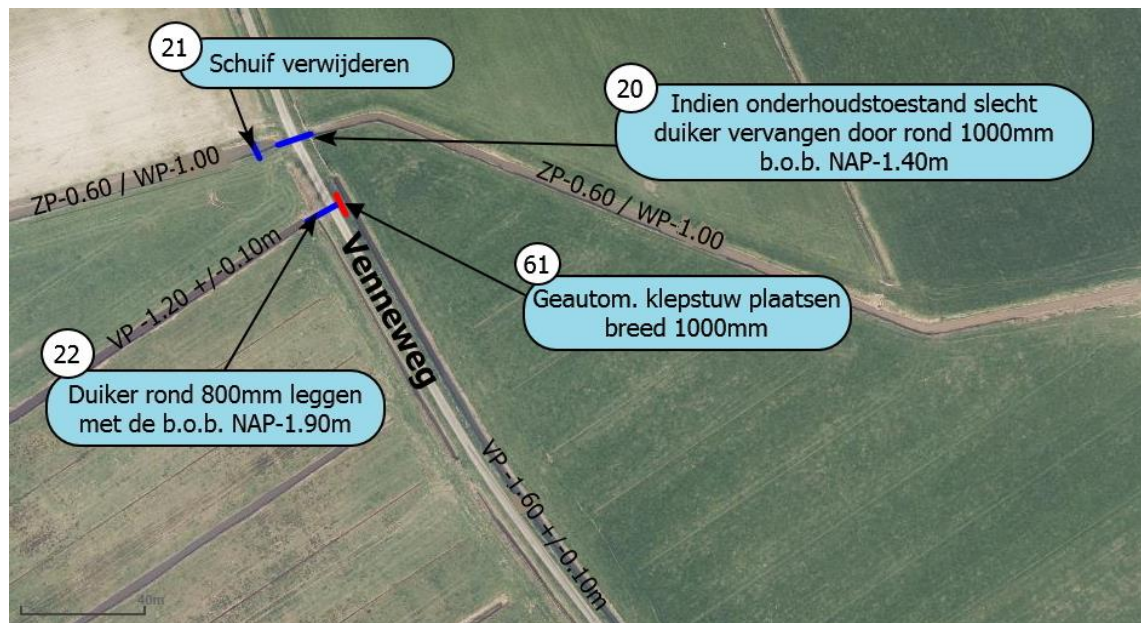 21
Schuif verwijderen
20
Indien onderhoudstoestand slecht
duiker vervangen door rond 1000mm
b.o.b. NAP-1.40m
ZP-0.60 / WP-1.00
ZP-0.60 / WP-1.00
VP -1.20 +/-0.10m
Venneweg
61
Geautom. klepstuw plaatsen
breed 1000mm
22
Duiker rond 800mm leggen
met de b.o.b. NAP-1.90m
VP -1.60 +/-0.10m
40m